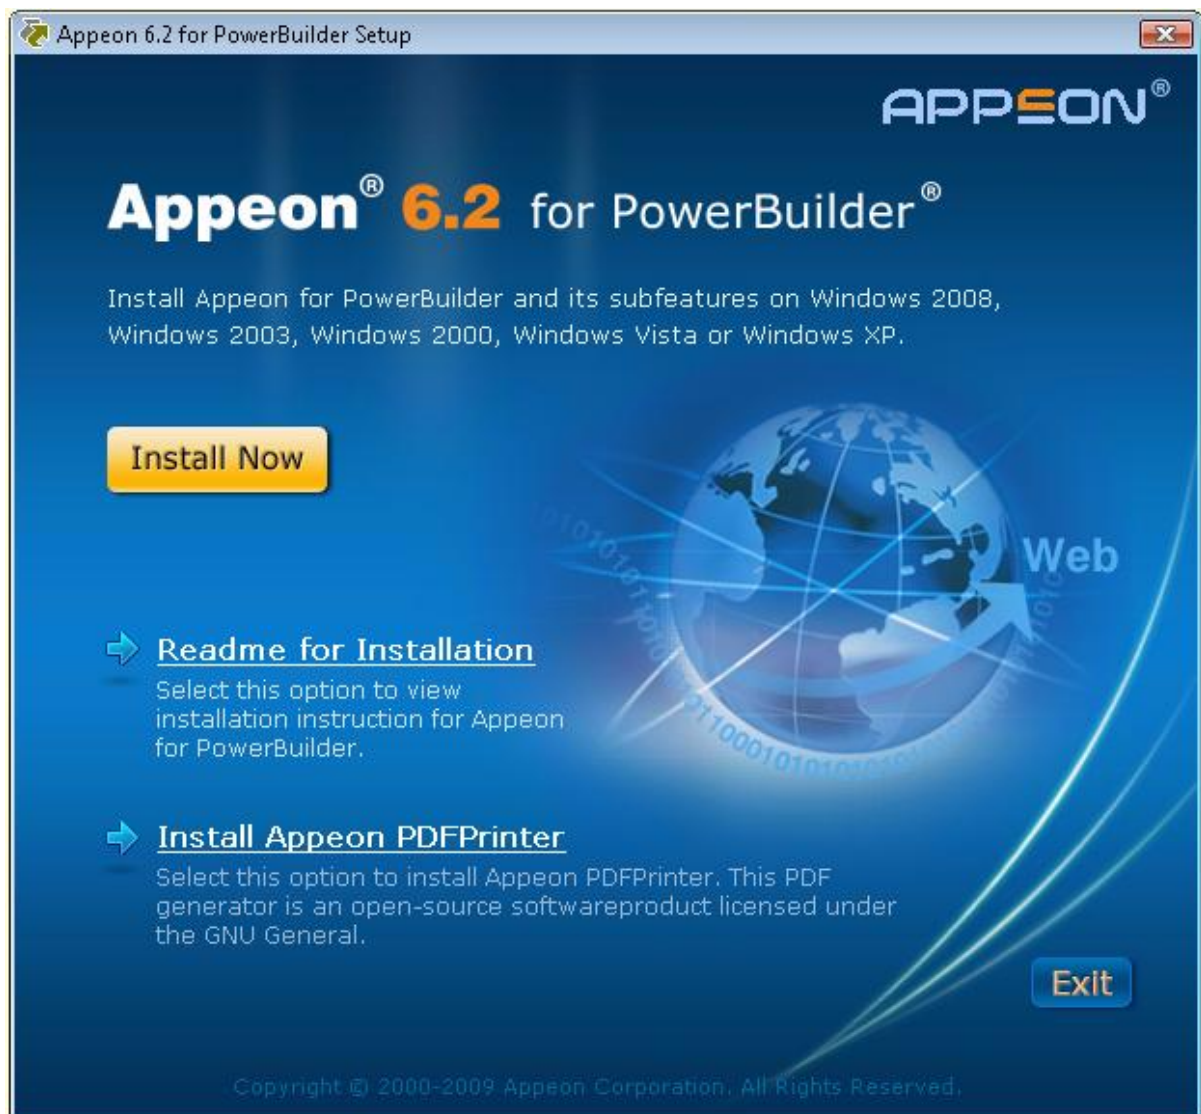 Appeon 6.2 for PowerBuilder Setup
APPEON®
Appeon® 6.2 for PowerBuilder®
Install Appeon for PowerBuilder and its subfeatures on Windows 2008,
Windows 2003, Windows 2000, Windows Vista or Windows XP.
Install Now
Web
Readme for Installation
Select this option to view
installation instruction for Appeon
for PowerBuilder.
Install Appeon PDFPrinter
Select this option to install Appeon PDFPrinter. This PDF
generator is an open-source softwareproduct licensed under
the GNU General.
Exit
Copyright © 2000-2009 Appeon Corporation. All Rights Reserved.